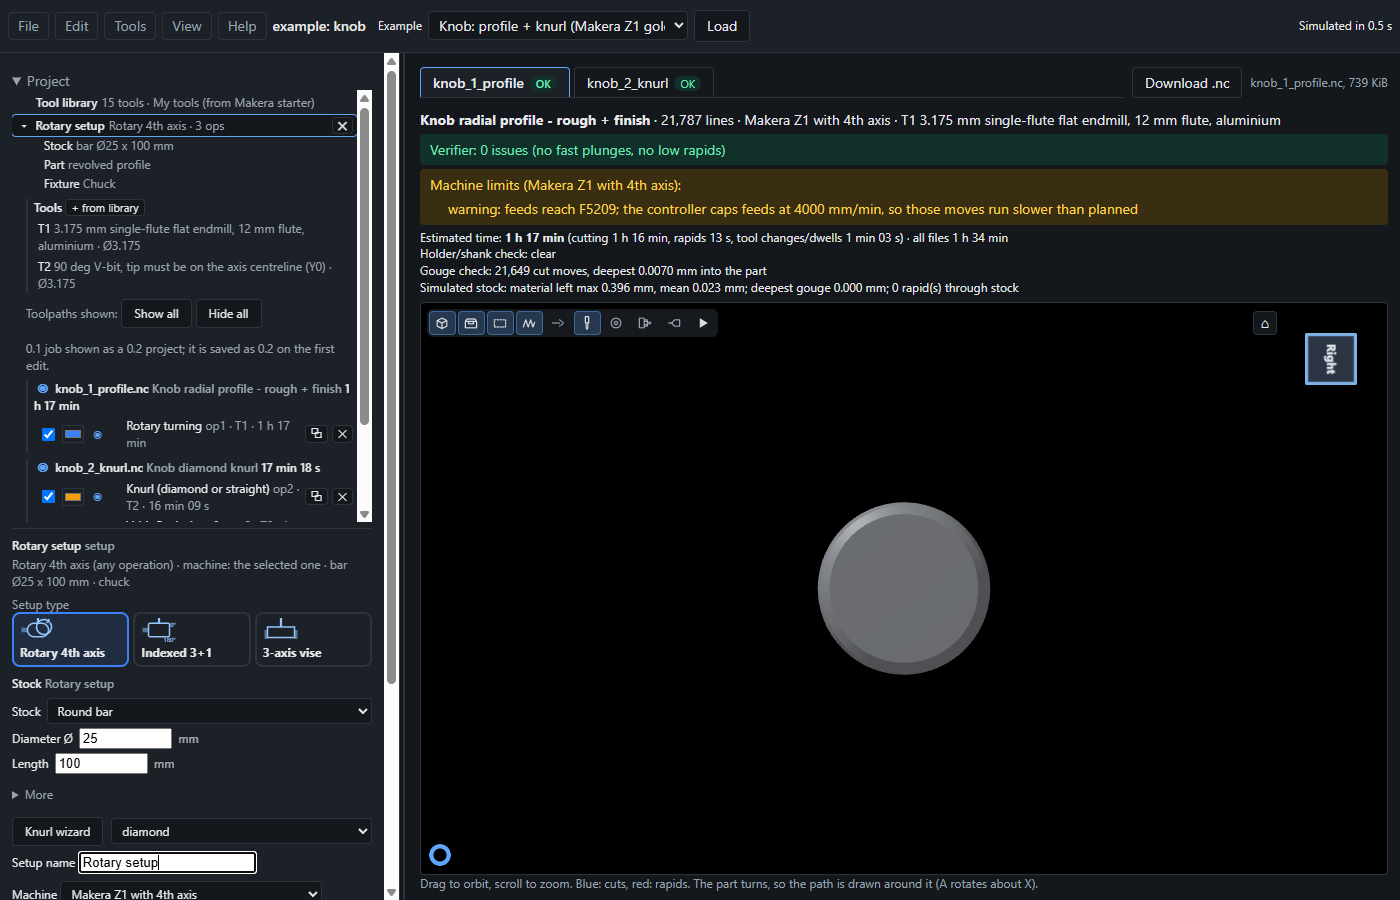 File Edit Tools View Help example: knob Example Knob: profile + knurl (Makera Z1 gol Load Simulated in 0.5 s
Project
Tool library 15 tools · My tools (from Makera starter)
Rotary setup Rotary 4th axis · 3 ops
Stock bar Ø25 x 100 mm
Part revolved profile
Fixture Chuck
Tools + from library
T1 3.175 mm single-flute flat endmill, 12 mm flute,
aluminium · Ø3.175
T2 90 deg V-bit, tip must be on the axis centreline (Y0) ·
Ø3.175
Toolpaths shown: Show all Hide all
0.1 job shown as a 0.2 project; it is saved as 0.2 on the first
edit.
knob_1_profile.nc Knob radial profile - rough + finish 1
h 17 min
Rotary turning op1 · T1 · 1 h 17
min
knob_2_knurl.nc Knob diamond knurl 17 min 18 s
Knurl (diamond or straight) op2 ·
T2 · 16 min 09 s
Rotary setup setup
Rotary 4th axis (any operation) · machine: the selected one · bar
Ø25 x 100 mm · chuck
Setup type
Rotary 4th axis Indexed 3+1 3-axis vise
Stock Rotary setup
Stock Round bar
Diameter Ø 25 mm
Length 100 mm
More
Knurl wizard diamond
Setup name Rotary setup
Machine Makera Z1 with 4th axis
knob_1_profile OK knob_2_knurl OK Download .nc knob_1_profile.nc, 739 KiB
Knob radial profile - rough + finish · 21,787 lines · Makera Z1 with 4th axis · T1 3.175 mm single-flute flat endmill, 12 mm flute, aluminium
Verifier: 0 issues (no fast plunges, no low rapids)
Machine limits (Makera Z1 with 4th axis):
warning: feeds reach F5209; the controller caps feeds at 4000 mm/min, so those moves run slower than planned
Estimated time: 1 h 17 min (cutting 1 h 16 min, rapids 13 s, tool changes/dwells 1 min 03 s) · all files 1 h 34 min
Holder/shank check: clear
Gouge check: 21,649 cut moves, deepest 0.0070 mm into the part
Simulated stock: material left max 0.396 mm, mean 0.023 mm; deepest gouge 0.000 mm; 0 rapid(s) through stock
Right
Drag to orbit, scroll to zoom. Blue: cuts, red: rapids. The part turns, so the path is drawn around it (A rotates about X).